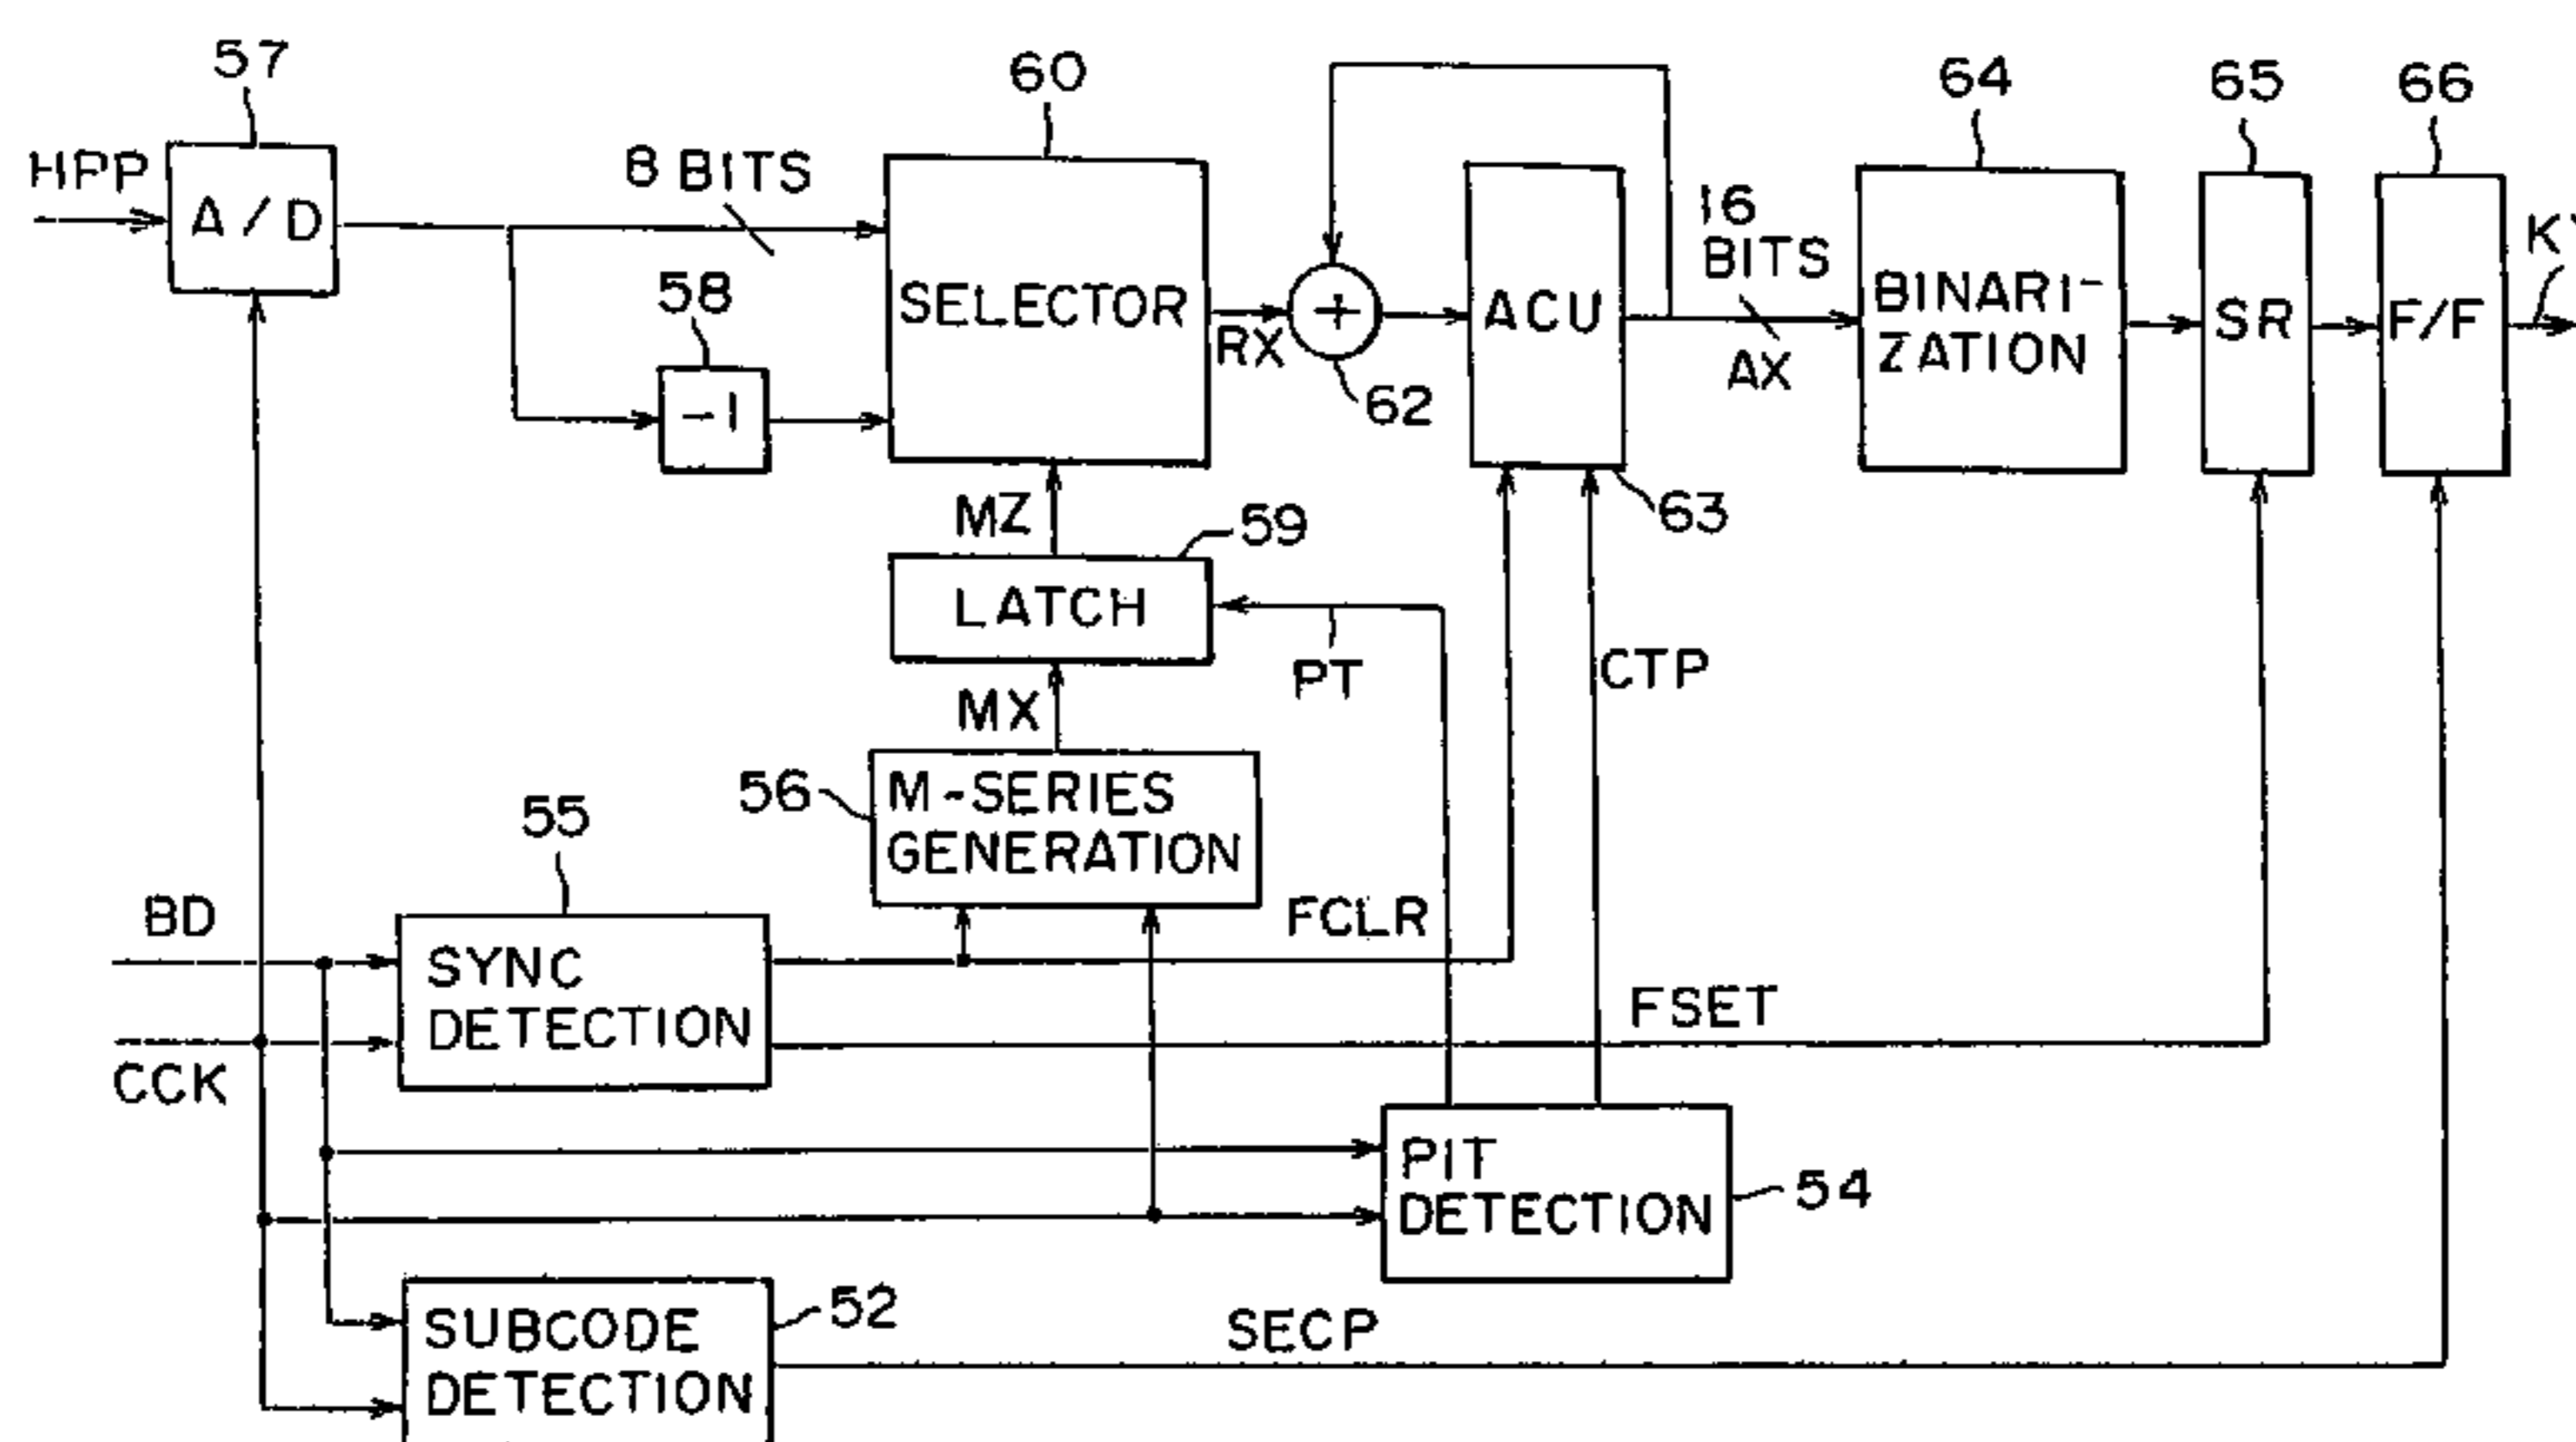 57
60
64
65
66
HPP
A/D
8 BITS
58
-1
SELECTOR
RX
+
62
ACU
63
16
BITS
AX
BINARI-
ZATION
SR
F/F
MZ
59
LATCH
PT
CTP
MX
56
M-SERIES
GENERATION
55
BD
CCK
SYNC
DETECTION
FCLR
FSET
PIT
DETECTION
54
SUBCODE
DETECTION
52
SECP